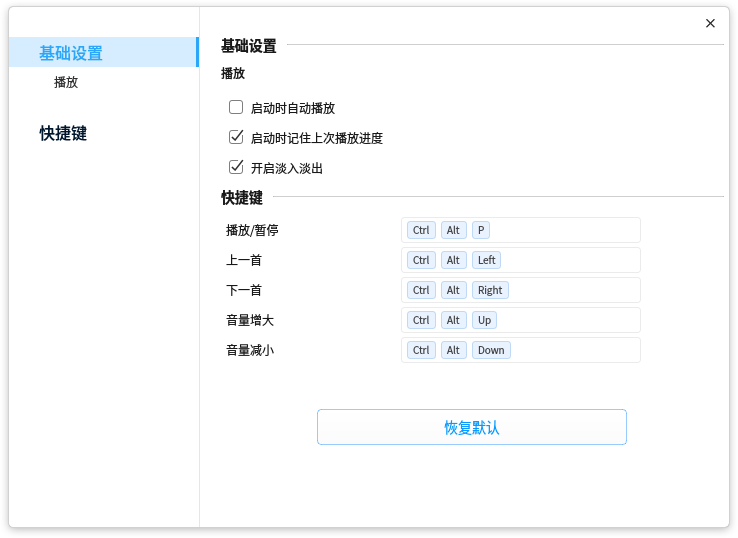 基础设置
播放
快捷键
基础设置
播放
启动时自动播放
启动时记住上次播放进度
开启淡入淡出
快捷键
播放/暂停 Ctrl Alt P
上一首 Ctrl Alt Left
下一首 Ctrl Alt Right
音量增大 Ctrl Alt Up
音量减小 Ctrl Alt Down
恢复默认